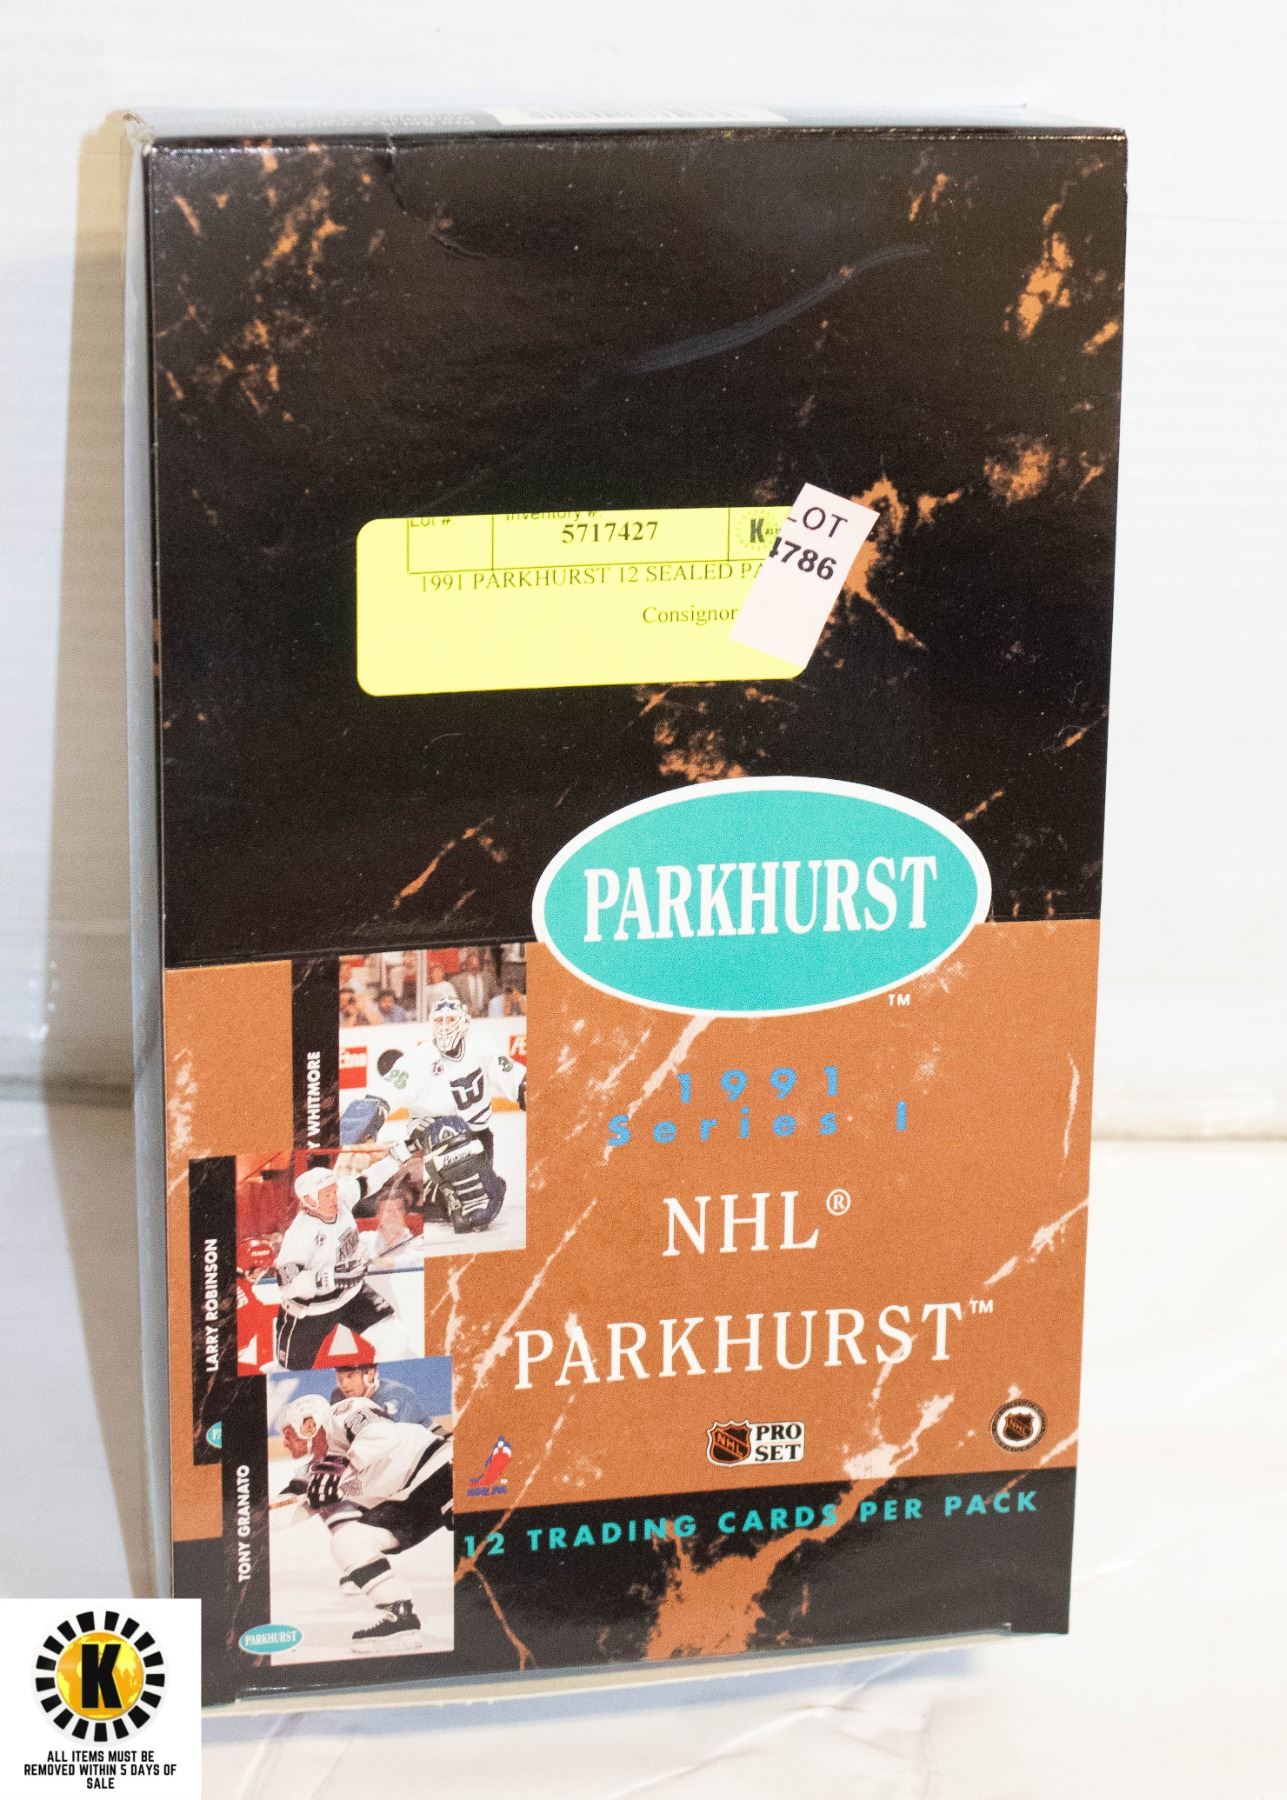 Lot #: Inventory #:
5717427
LOT
4786
1991 PARKHURST 12 SEALED
Consignor
PARKHURST
TM
1991
Series I
NHL®
PARKHURST™
PRO
SET
NHL
12 TRADING CARDS PER PACK
WHITMORE
LARRY ROBINSON
TONY GRANATO
PARKHURST
K
ALL ITEMS MUST BE
REMOVED WITHIN 5 DAYS OF
SALE